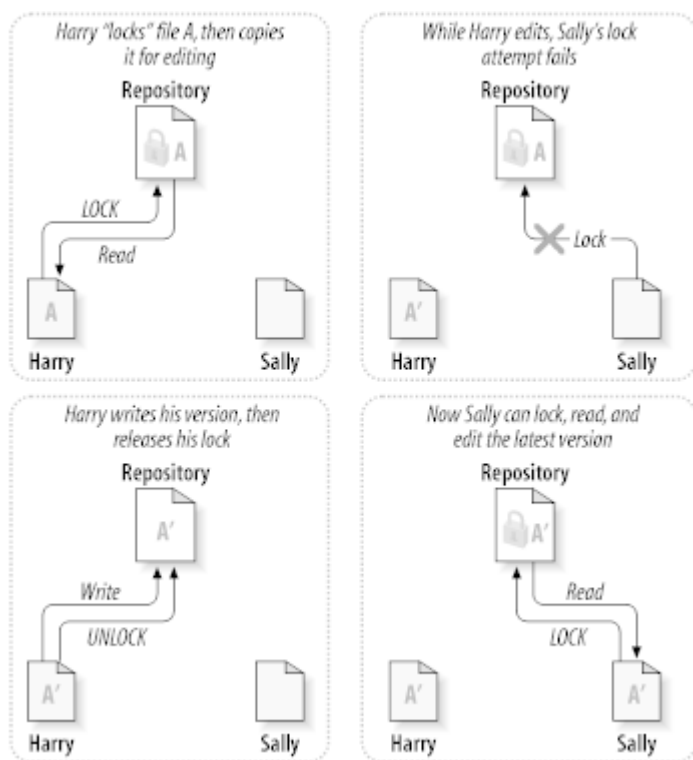 Harry “locks” file A, then copies
it for editing
Repository
A
LOCK
Read
A
Harry
Sally
While Harry edits, Sally’s lock
attempt fails
Repository
A
Lock
A’
Harry
Sally
Harry writes his version, then
releases his lock
Repository
A’
Write
UNLOCK
A’
Harry
Sally
Now Sally can lock, read, and
edit the latest version
Repository
A’
Read
LOCK
A’
A’
Harry
Sally